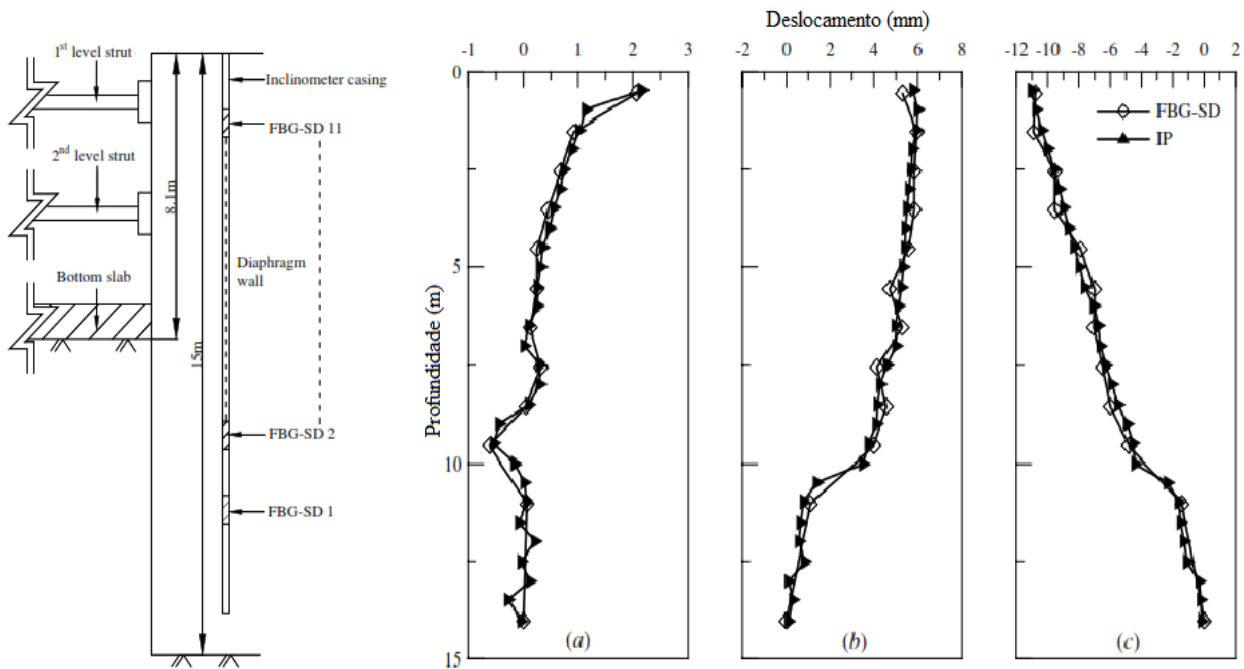 1st level strut
Inclinometer casing
FBG-SD 11
2nd level strut
8.1m
Diaphragm
wall
Bottom slab
15m
FBG-SD 2
FBG-SD 1
Deslocamento (mm)
-1 0 1 2 3
-2 0 2 4 6 8
-12 -10 -8 -6 -4 -2 0 2
0
5
10
15
Profundidade (m)
FBG-SD
IP
(a)
(b)
(c)